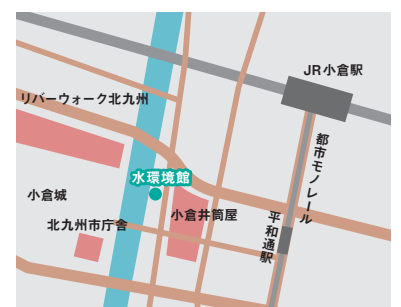 JR小倉駅
リバーウォーク北九州
都市モノレール
水環境館
小倉城
小倉井筒屋
北九州市庁舎
平和通駅